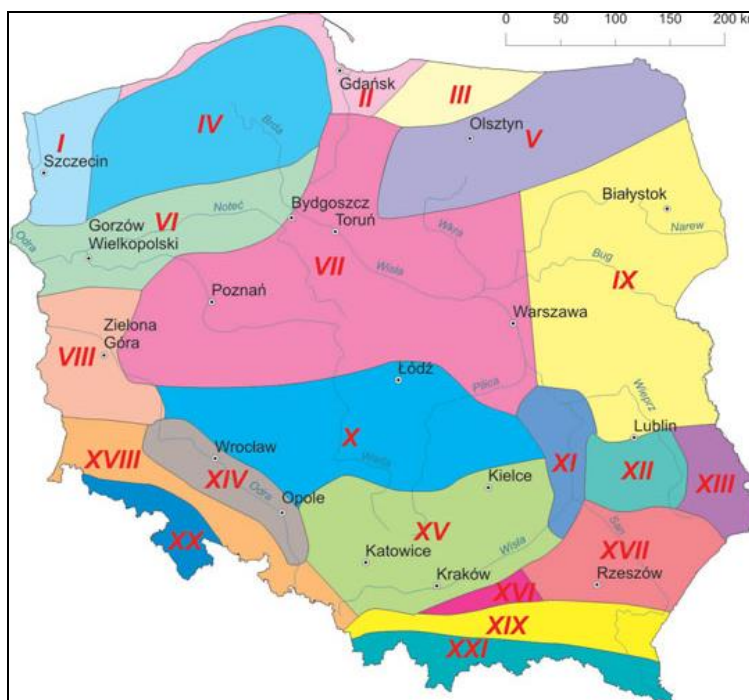 0 50 100 150 200 km
Gdańsk
II
III
I
IV
Brda
Olsztyn
V
Szczecin
Białystok
Bydgoszcz
Toruń
Noteć
VI
Gorzów
Wielkopolski
Odra
Wkra
Narew
VII
Wisła
Bug
IX
Poznań
Warszawa
Zielona
Góra
VIII
Łódź
Pilica
Wieprz
Lublin
X
XVIII
Wrocław
XIV
Odra
Opole
Warta
Kielce
XI
XII
XIII
XX
XV
Katowice
Wisła
Kraków
San
XVII
Rzeszów
XVI
XIX
XXI